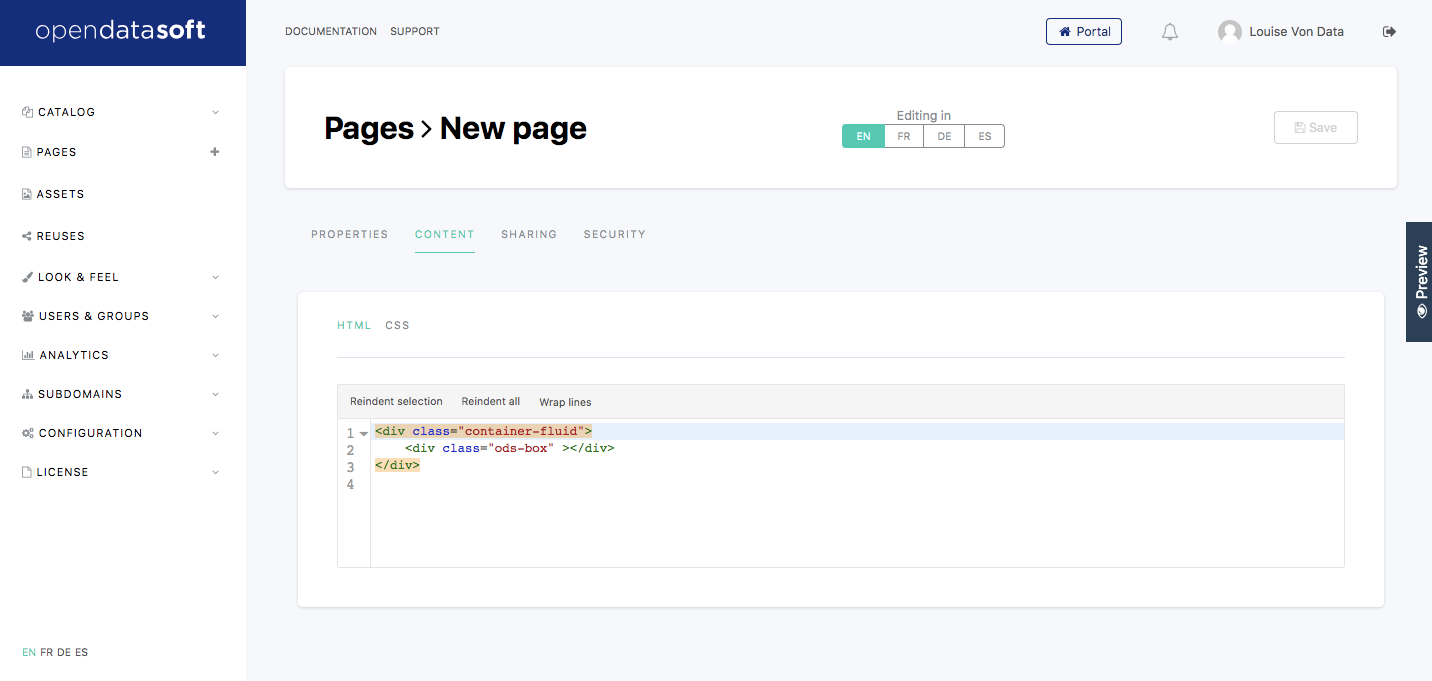 opendatasoft
DOCUMENTATION SUPPORT
Portal
Louise Von Data
CATALOG
PAGES
ASSETS
REUSES
LOOK & FEEL
USERS & GROUPS
ANALYTICS
SUBDOMAINS
CONFIGURATION
LICENSE
EN FR DE ES
Pages > New page
Editing in
EN FR DE ES
Save
PROPERTIES CONTENT SHARING SECURITY
HTML CSS
Reindent selection Reindent all Wrap lines
1 <div class="container-fluid">
2 <div class="ods-box" ></div>
3 </div>
4
Preview